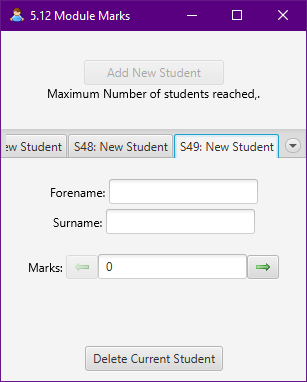 5.12 Module Marks
Add New Student
Maximum Number of students reached,.
ew Student S48: New Student S49: New Student
Forename:
Surname:
Marks: 0
Delete Current Student